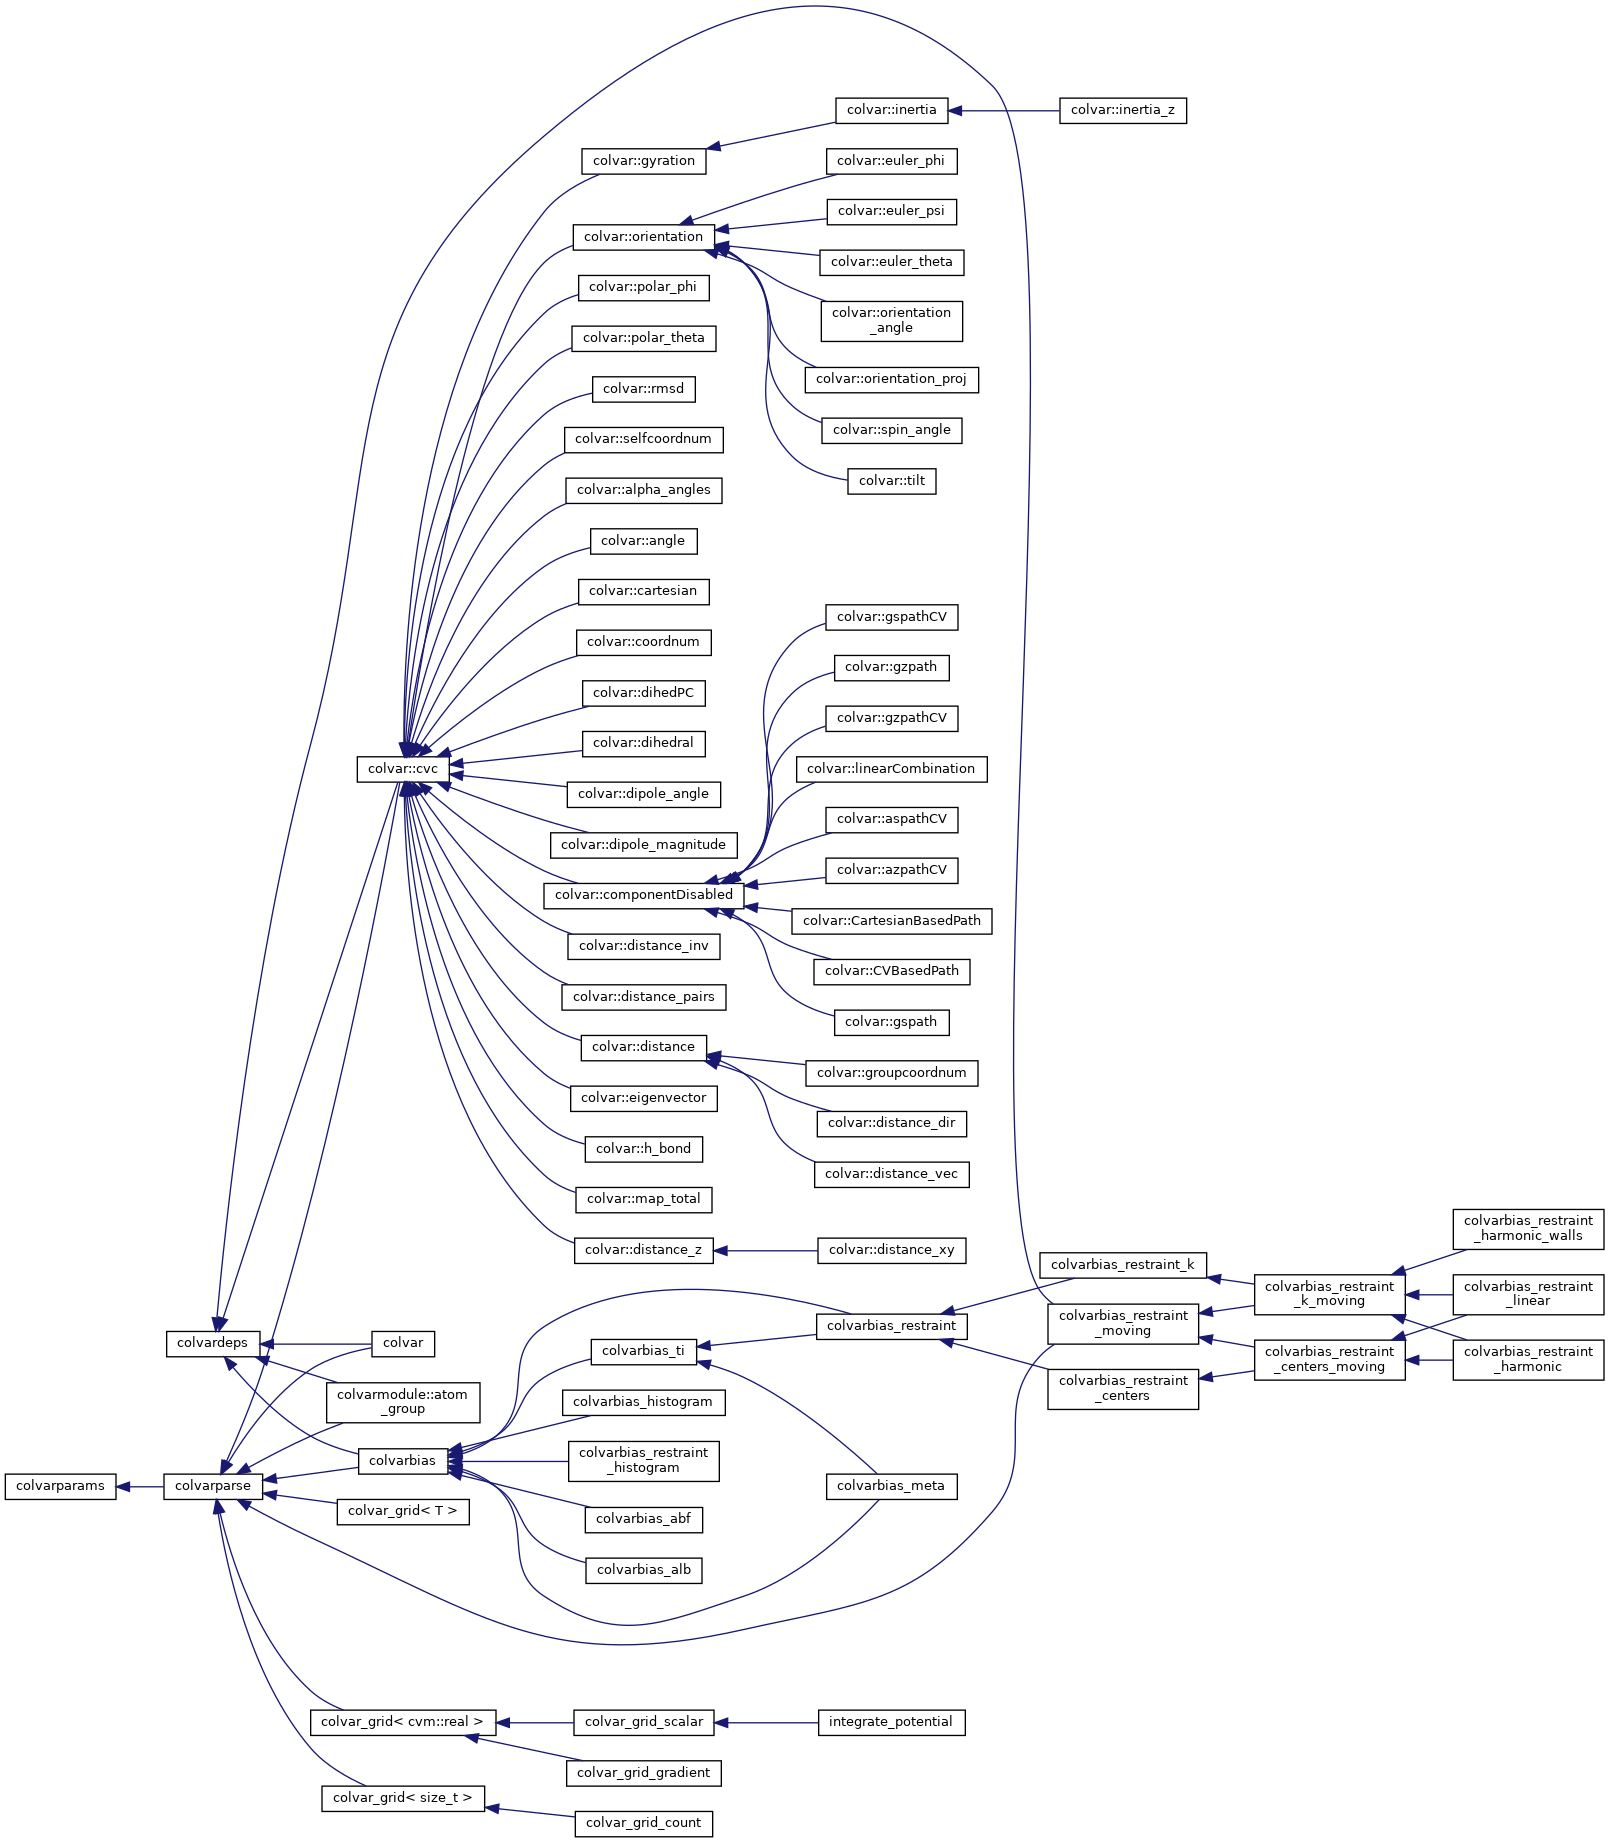 colvar::inertia
colvar::inertia_z
colvar::gyration
colvar::euler_phi
colvar::euler_psi
colvar::orientation
colvar::euler_theta
colvar::polar_phi
colvar::orientation
_angle
colvar::polar_theta
colvar::orientation_proj
colvar::rmsd
colvar::spin_angle
colvar::selfcoordnum
colvar::tilt
colvar::alpha_angles
colvar::angle
colvar::cartesian
colvar::gspathCV
colvar::coordnum
colvar::gzpath
colvar::dihedPC
colvar::gzpathCV
colvar::dihedral
colvar::cvc
colvar::linearCombination
colvar::dipole_angle
colvar::aspathCV
colvar::dipole_magnitude
colvar::azpathCV
colvar::componentDisabled
colvar::CartesianBasedPath
colvar::distance_inv
colvar::CVBasedPath
colvar::distance_pairs
colvar::gspath
colvar::distance
colvar::groupcoordnum
colvar::eigenvector
colvar::distance_dir
colvar::h_bond
colvar::distance_vec
colvar::map_total
colvar::distance_z
colvar::distance_xy
colvarbias_restraint
_harmonic_walls
colvarbias_restraint_k
colvarbias_restraint
_k_moving
colvarbias_restraint
_linear
colvarbias_restraint
_moving
colvarbias_restraint
colvardeps
colvar
colvarbias_ti
colvarbias_restraint
_centers_moving
colvarbias_restraint
_harmonic
colvarbias_restraint
_centers
colvarmodule::atom
_group
colvarbias_histogram
colvarbias
colvarbias_restraint
_histogram
colvarparams
colvarparse
colvarbias_meta
colvar_grid< T >
colvarbias_abf
colvarbias_alb
colvar_grid< cvm::real >
colvar_grid_scalar
integrate_potential
colvar_grid_gradient
colvar_grid< size_t >
colvar_grid_count